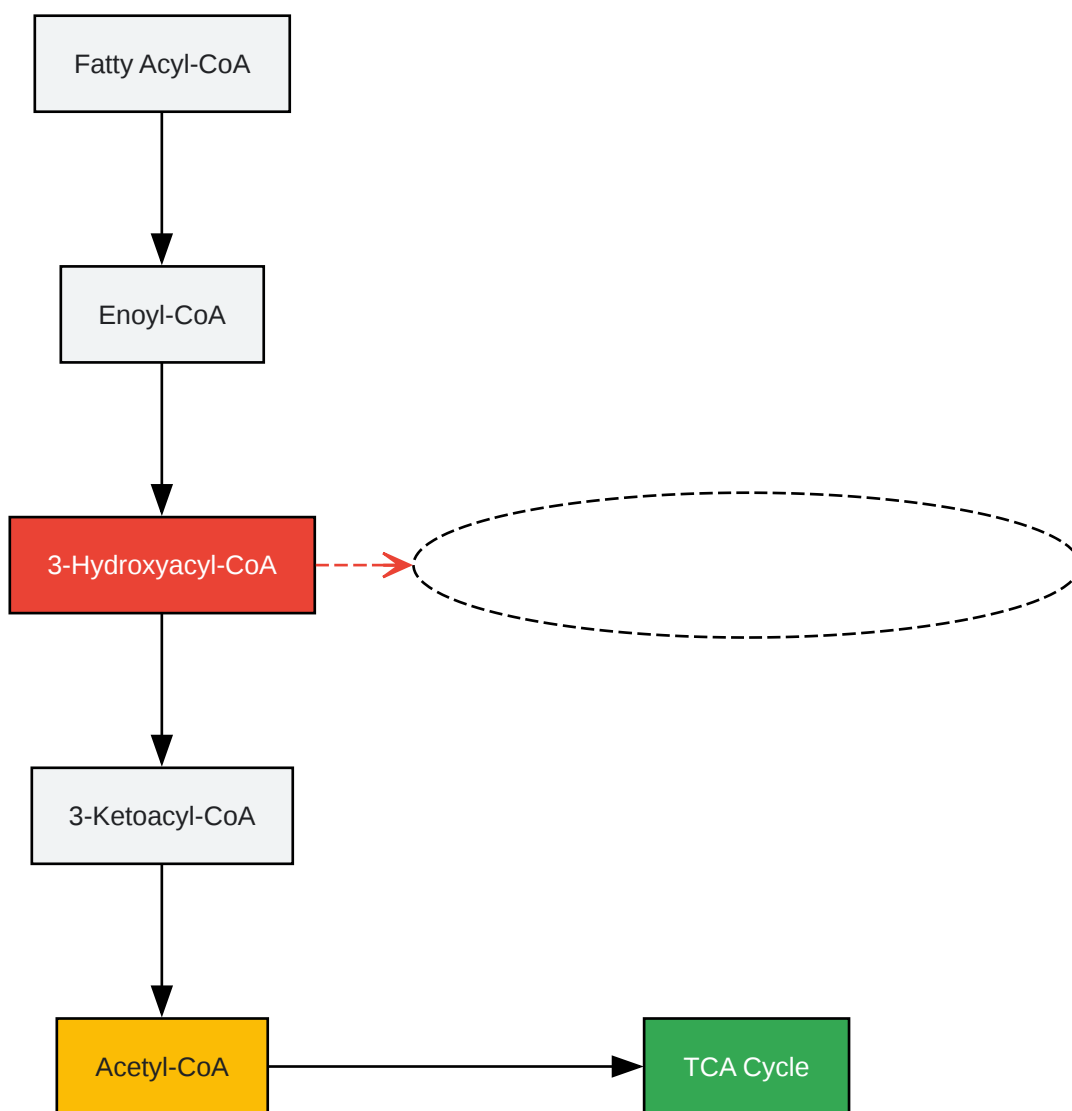 Fatty Acyl-CoA
Enoyl-CoA
3-Hydroxyacyl-CoA
3-Ketoacyl-CoA
Acetyl-CoA
TCA Cycle